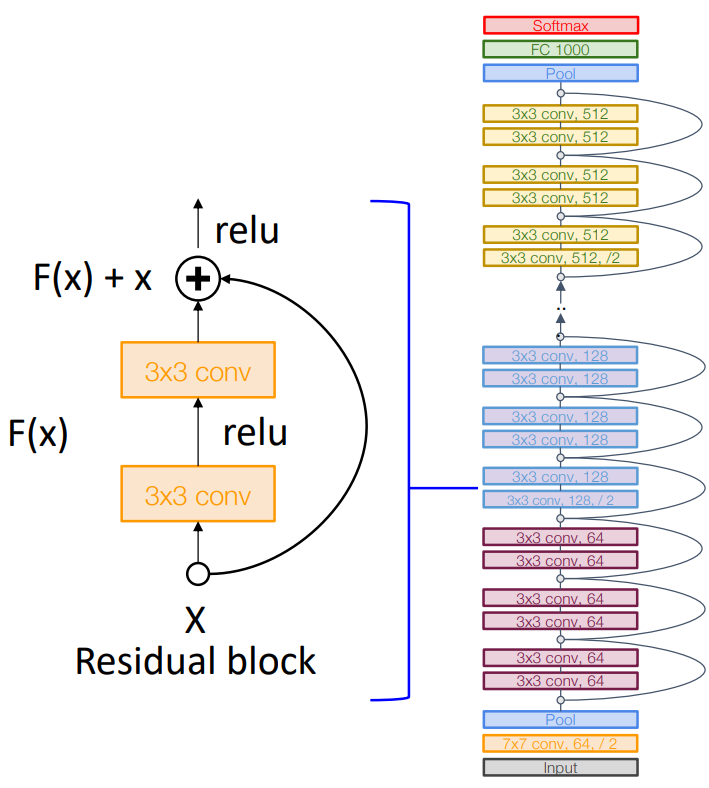 relu
F(x) + x
3x3 conv
F(x)
relu
3x3 conv
X
Residual block
Softmax
FC 1000
Pool
3x3 conv, 512
3x3 conv, 512
3x3 conv, 512
3x3 conv, 512
3x3 conv, 512
3x3 conv, 512, /2
..
3x3 conv, 128
3x3 conv, 128
3x3 conv, 128
3x3 conv, 128
3x3 conv, 128
3x3 conv, 128, / 2
3x3 conv, 64
3x3 conv, 64
3x3 conv, 64
3x3 conv, 64
3x3 conv, 64
3x3 conv, 64
Pool
7x7 conv, 64, / 2
Input